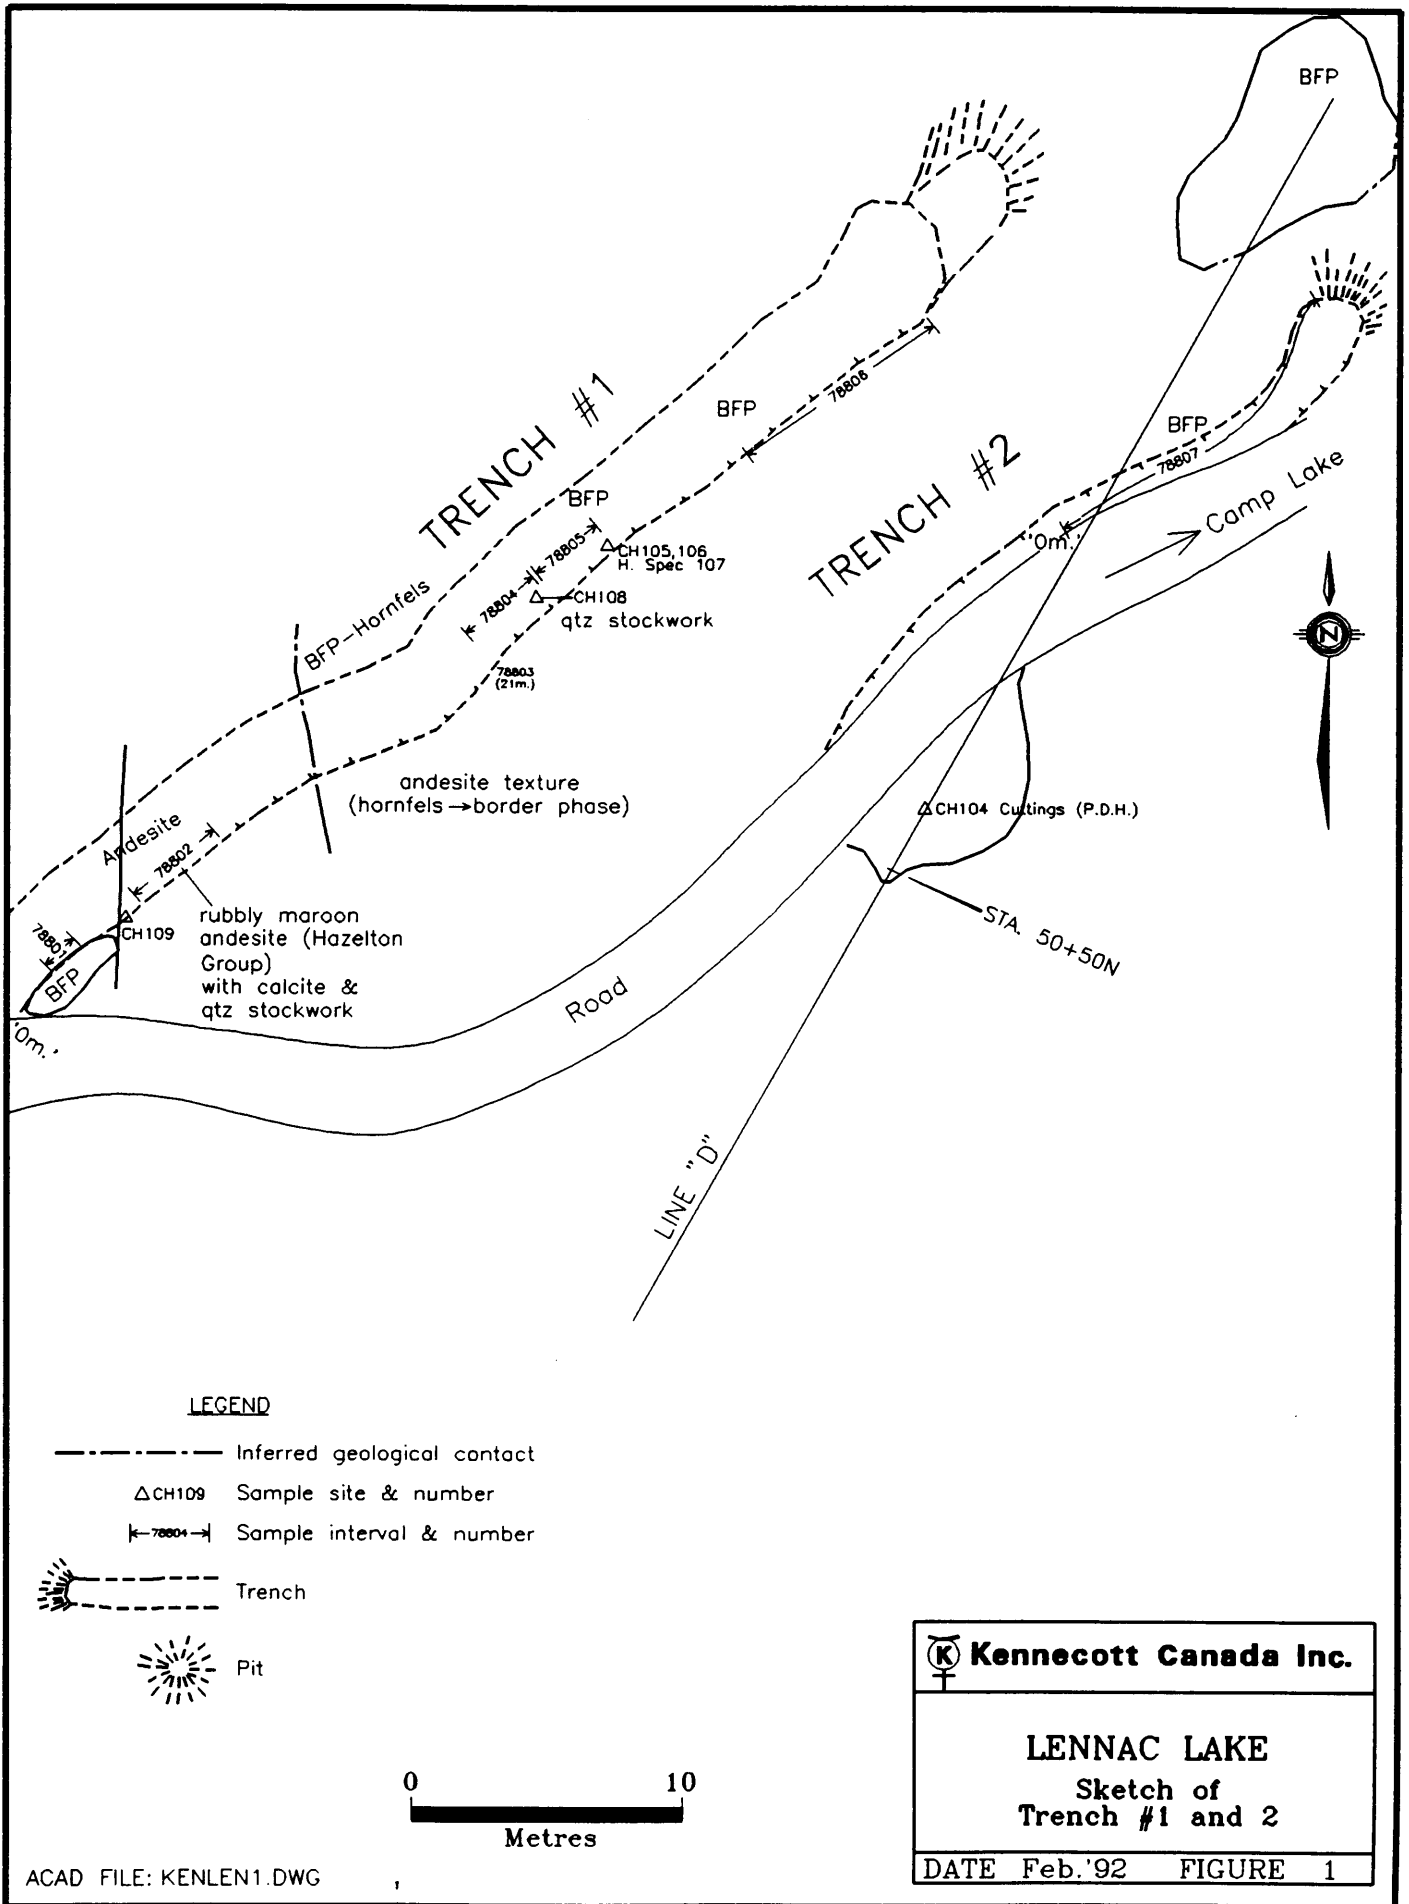 BFP
TRENCH #1
BFP
78806
BFP
78807
TRENCH #2
BFP
78805
CH105,106
H. Spec 107
'0m.'
Camp Lake
78804
CH108
qtz stockwork
BFP-Hornfels
78803
(21m.)
N
andesite texture
(hornfels→border phase)
CH104 Cuttings (P.D.H.)
Andesite
78802
rubbly maroon
andesite (Hazelton
Group)
with calcite &
qtz stockwork
CH109
78801
BFP
'0m.'
STA. 50+50N
Road
LINE "D"
LEGEND
Inferred geological contact
△CH109 Sample site & number
78804 Sample interval & number
Trench
Pit
K Kennecott Canada Inc.
LENNAC LAKE
Sketch of
Trench #1 and 2
DATE Feb.'92 FIGURE 1
0 10
Metres
ACAD FILE: KENLEN1.DWG